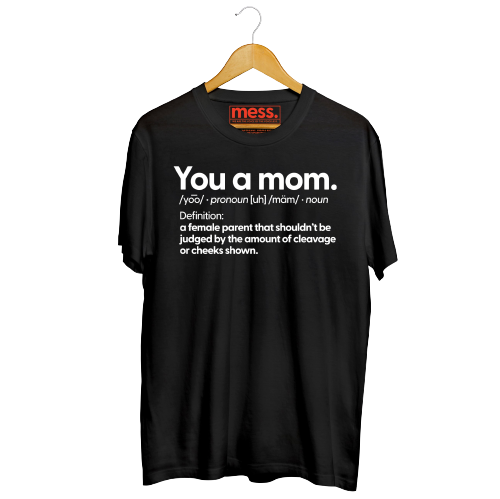 mess.
You a mom.
/yo͞o/ · pronoun [uh] /mäm/ · noun
Definition:
a female parent that shouldn't be
judged by the amount of cleavage
or cheeks shown.